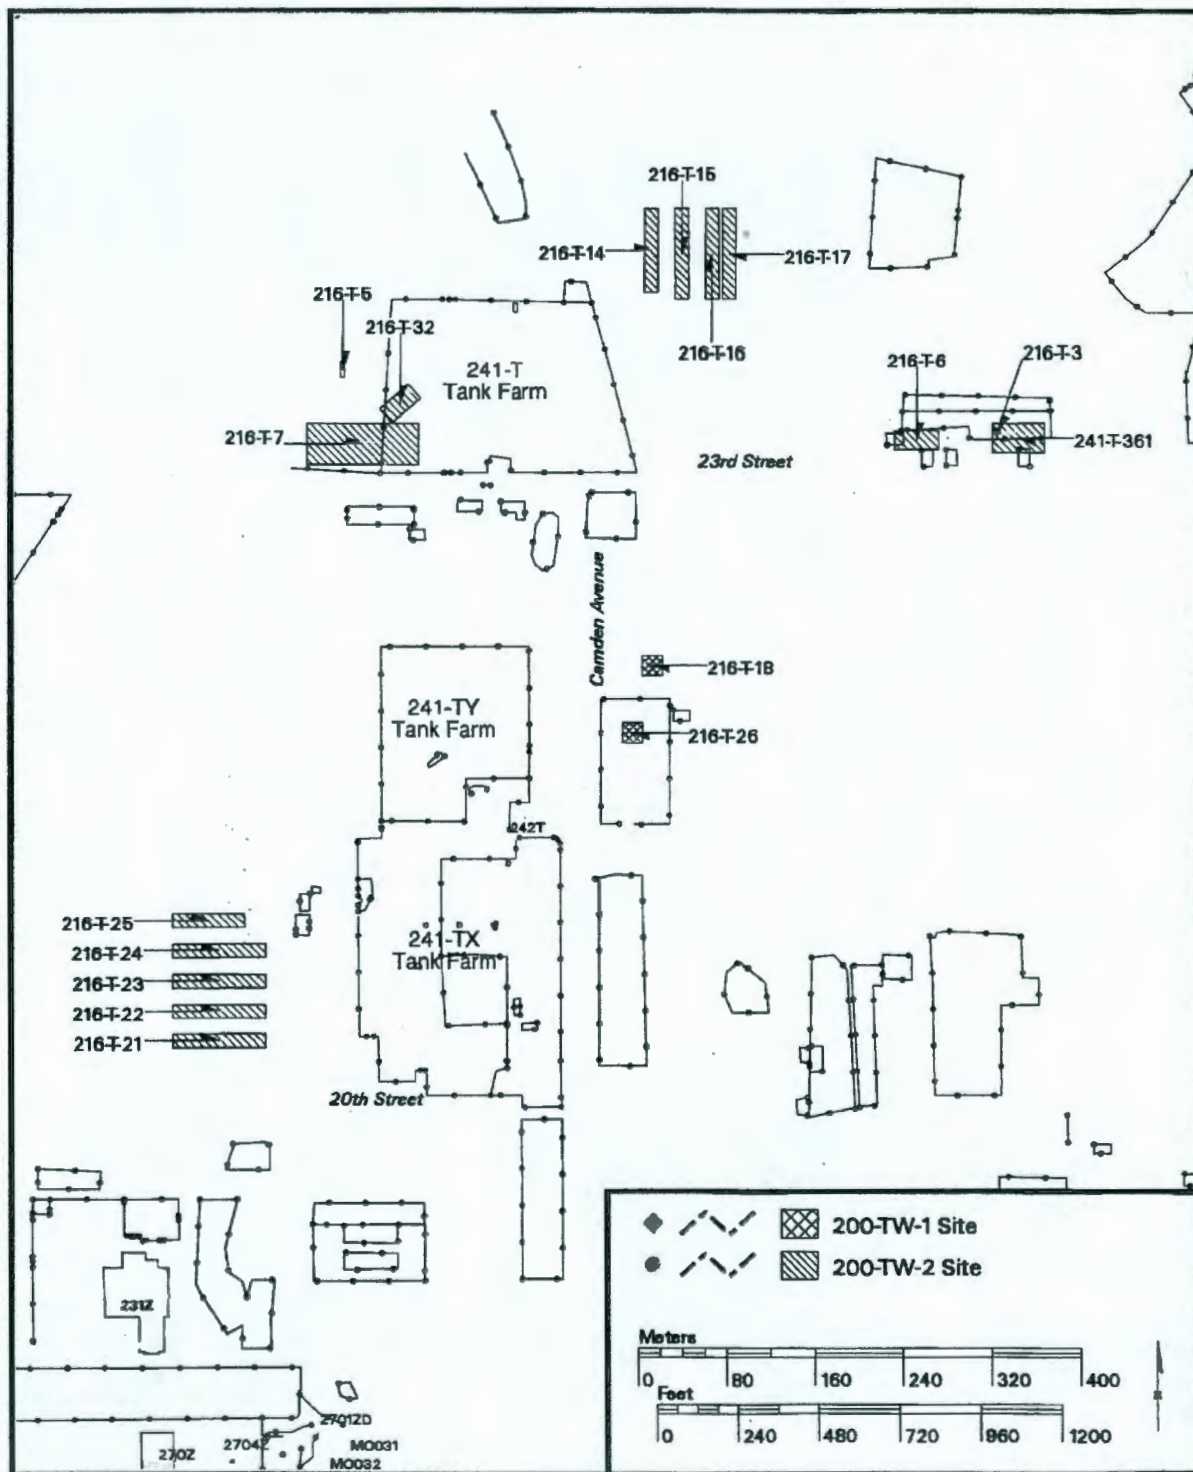 216-T-15
216-T-14
216-T-17
216-T-5
216-T-32
216-T-16
241-T
Tank Farm
216-T-6
216-T-3
216-T-7
23rd Street
241-T-361
Camden Avenue
216-T-18
241-TY
Tank Farm
216-T-26
242T
216-T-25
216-T-24
241-TX
Tank Farm
216-T-23
216-T-22
216-T-21
20th Street
200-TW-1 Site
200-TW-2 Site
231Z
Meters
0 80 160 240 320 400
Feet
0 240 480 720 960 1200
2701ZD
2704Z
270Z
MO031
MO032